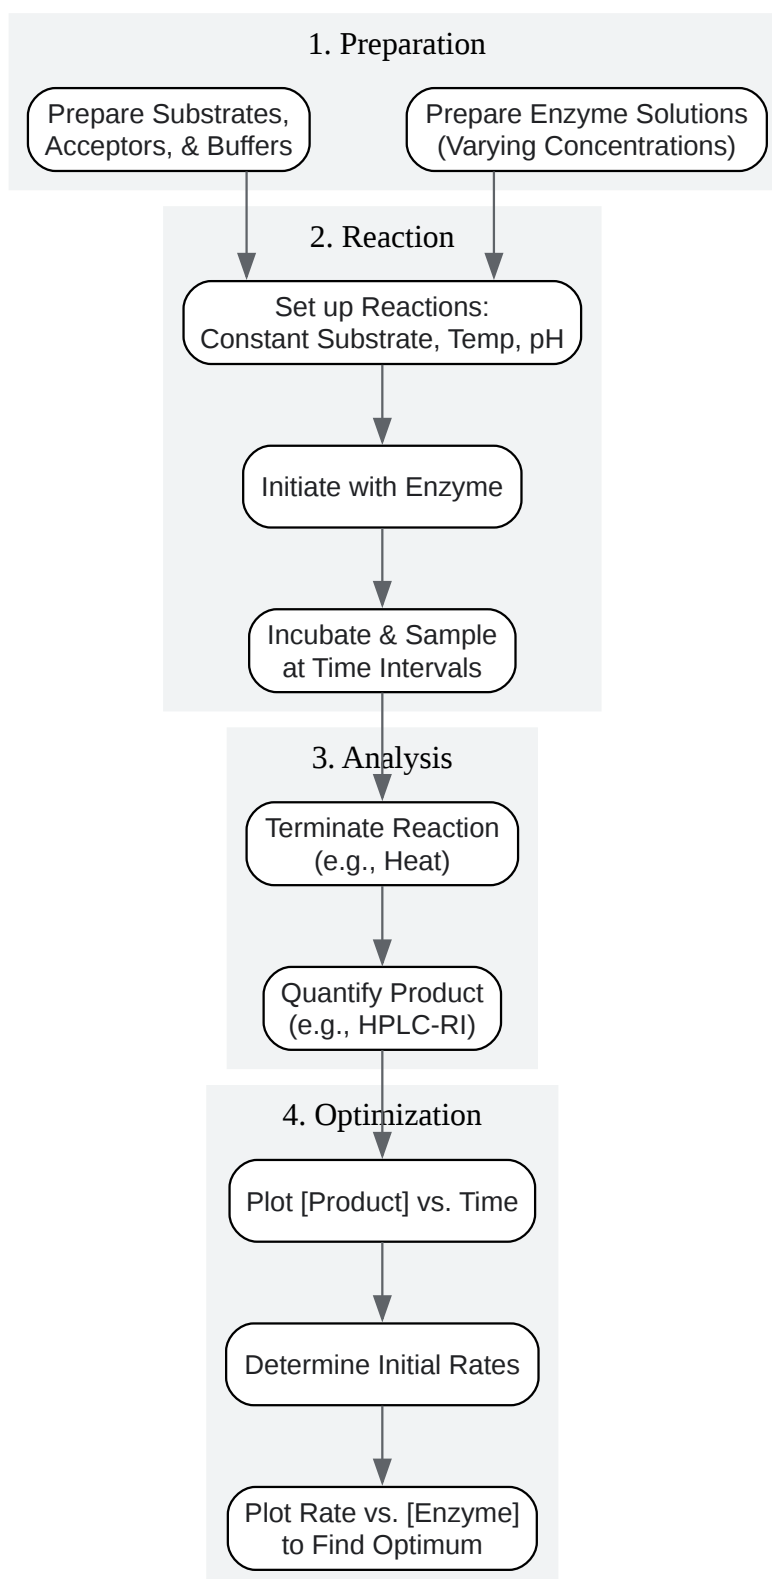 1. Preparation
Prepare Substrates,
Acceptors, & Buffers
Prepare Enzyme Solutions
(Varying Concentrations)
2. Reaction
Set up Reactions:
Constant Substrate, Temp, pH
Initiate with Enzyme
Incubate & Sample
at Time Intervals
3. Analysis
Terminate Reaction
(e.g., Heat)
Quantify Product
(e.g., HPLC-RI)
4. Optimization
Plot [Product] vs. Time
Determine Initial Rates
Plot Rate vs. [Enzyme]
to Find Optimum